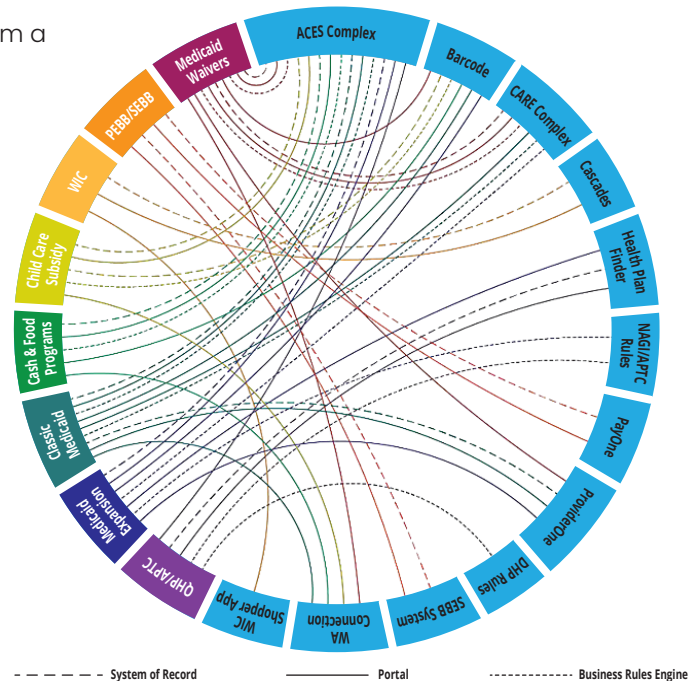 m a
ACES Complex
Medicaid
Waivers
Barcode
PEBB/SEBB
CARE Complex
WIC
Cascades
Child Care
Subsidy
Health Plan
Finder
Cash & Food
Programs
NAGI/APTC
Rules
Classic
Medicaid
PayOne
Medicaid
Expansion
ProviderOne
QHP/APTC
DHP Rules
WIC
Shopper App
WA
Connection
SEBB System
System of Record
Portal
Business Rules Engine